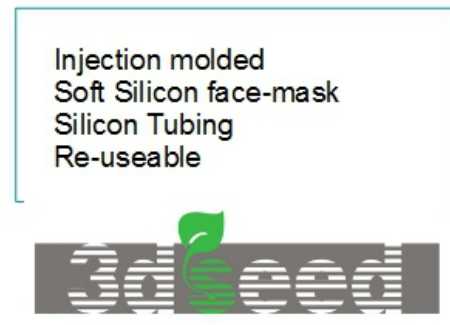 Injection molded
Soft Silicon face-mask
Silicon Tubing
Re-useable
3dseed